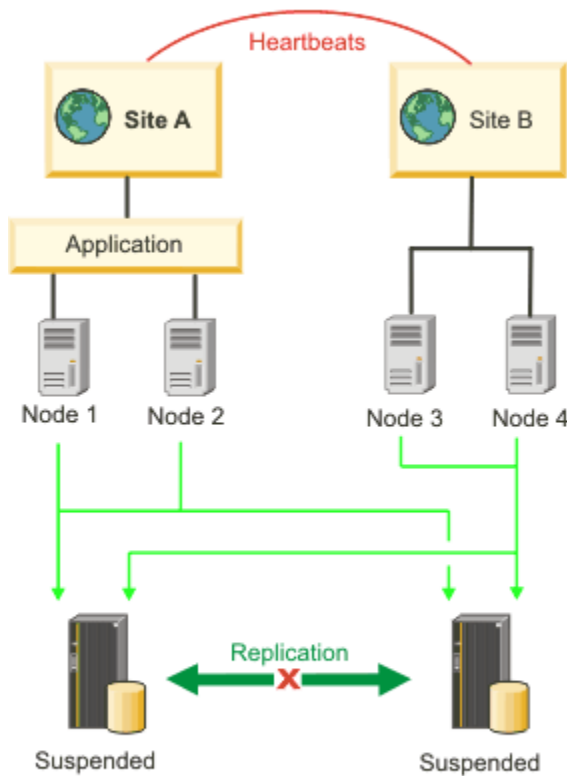 Heartbeats
Site A
Site B
Application
Node 1
Node 2
Node 3
Node 4
Replication
X
Suspended
Suspended